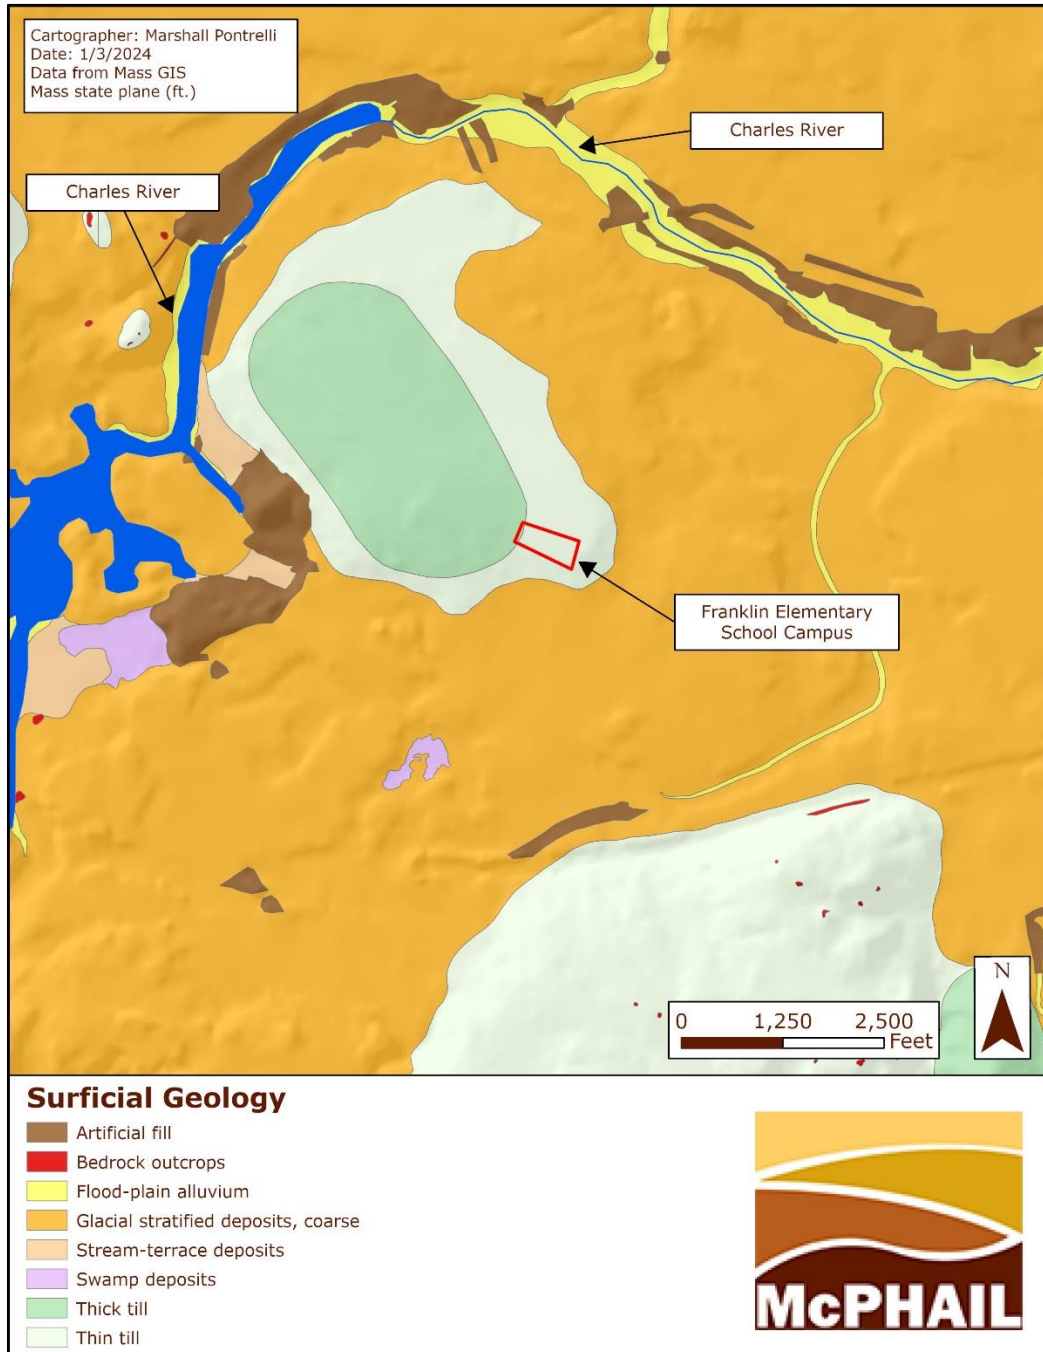 Cartographer: Marshall Pontrelli
Date: 1/3/2024
Data from Mass GIS
Mass state plane (ft.)
Charles River
Charles River
Franklin Elementary
School Campus
N
0 1,250 2,500
Feet
Surficial Geology
Artificial fill
Bedrock outcrops
Flood-plain alluvium
Glacial stratified deposits, coarse
Stream-terrace deposits
Swamp deposits
Thick till
Thin till
McPHAIL